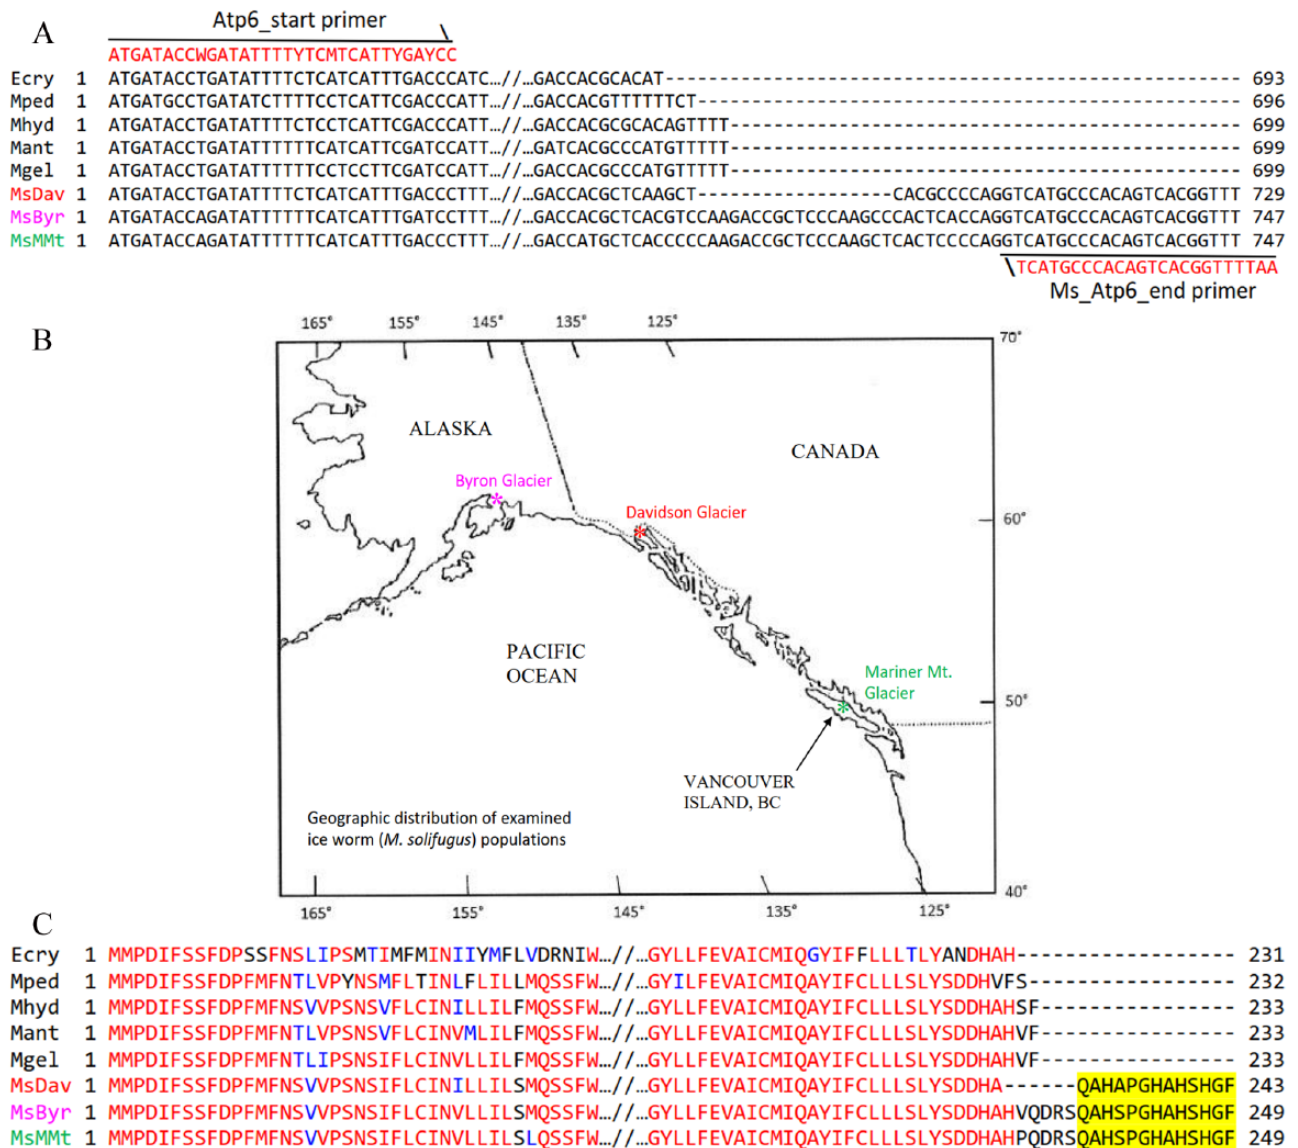 A
Atp6_start primer
ATGATACCWGATATTTTYTCMTCATTYGAYCC
Ecry 1 ATGATACCTGATATTTTCTCATCATTTGACCCATC...//...GACCACGCACAT---------------------------------------------------------- 693
Mped 1 ATGATGCCTGATATCTTTTCCTCATTCGACCCATT...//...GACCACGTTTTTTCT------------------------------------------------------- 696
Mhyd 1 ATGATACCTGATATTTTCTCCTCATTCGACCCATT...//...GACCACGCGCACAGTTTT---------------------------------------------------- 699
Mant 1 ATGATACCTGATATTTTTTCATCATTCGATCCATT...//...GATCACGCCCATGTTTTT---------------------------------------------------- 699
Mgel 1 ATGATACCTGATATTTTTTCCTCCTTCGATCCATT...//...GACCACGCCCATGTTTTT---------------------------------------------------- 699
MsDav 1 ATGATACCTGATATTTTCTCATCATTTGACCCTTT...//...GACCACGCTCAAGCT------------------CACGCCCCAGGTCATGCCCACAGTCACGGTTT 729
MsByr 1 ATGATACCAGATATTTTTTCATCATTTGATCCTTT...//...GACCACGCTCACGTCCAAGACCGCTCCCAAGCCCACTCACCAGGTCATGCCCACAGTCACGGTTT 747
MsMMt 1 ATGATACCAGATATTTTTTCATCATTTGACCCTTT...//...GACCATGCTCACCCCCAAGACCGCTCCCAAGCTCACTCCCCAGGTCATGCCCACAGTCACGGTTT 747
TCATGCCCACAGTCACGGTTTTAA
Ms_Atp6_end primer
B
165° 155° 145° 135° 125°
70°
ALASKA
CANADA
Byron Glacier
Davidson Glacier
60°
PACIFIC
OCEAN
Mariner Mt.
Glacier
50°
VANCOUVER
ISLAND, BC
Geographic distribution of examined
ice worm (M. solifugus) populations
40°
165° 155° 145° 135° 125°
C
Ecry 1 MMPDIFSSFDPSSFNSLIPSMTIMFMINIIYMFLVDRNIW...//...GYLLFEVAICMIQGYIFFLLLTLYANDHAH------------------ 231
Mped 1 MMPDIFSSFDPFMFNTLVPYNSMFLTINLFLILLMQSSFW...//...GYILFEVAICMIQAYIFCLLLSLYSDDHVFS----------------- 232
Mhyd 1 MMPDIFSSFDPFMFNSVVPSNSVFLCINILLILFMQSSFW...//...GYLLFEVAICMIQAYIFCLLLSLYSDDHAHSF---------------- 233
Mant 1 MMPDIFSSFDPFMFNTLVPSNSVFLCINVMLILFMQSSFW...//...GYLLFEVAICMIQAYIFCLLLSLYSDDHAHVF---------------- 233
Mgel 1 MMPDIFSSFDPFMFNTLIPSNSIFLCINVLLILFMQSSFW...//...GYLLFEVAICMIQAYIFCLLLSLYSDDHAHVF---------------- 233
MsDav 1 MMPDIFSSFDPFMFNSVVPSNSIFLCINILLILSMQSSFW...//...GYLLFEVAICMIQAYIFCLLLSLYSDDHA------QAHAPGHAHSHGF 243
MsByr 1 MMPDIFSSFDPFMFNSVVPSNSIFLCINVLLILSMQSSFW...//...GYLLFEVAICMIQAYIFCLLLSLYSDDHAHVQDRSQAHSPGHAHSHGF 249
MsMMt 1 MMPDIFSSFDPFMFNSVVPSNSIFLCINVLLILSLQSSFW...//...GYLLFEVAICMIQAYIFCLLLSLYSDDHAHPQDRSQAHSPGHAHSHGF 249